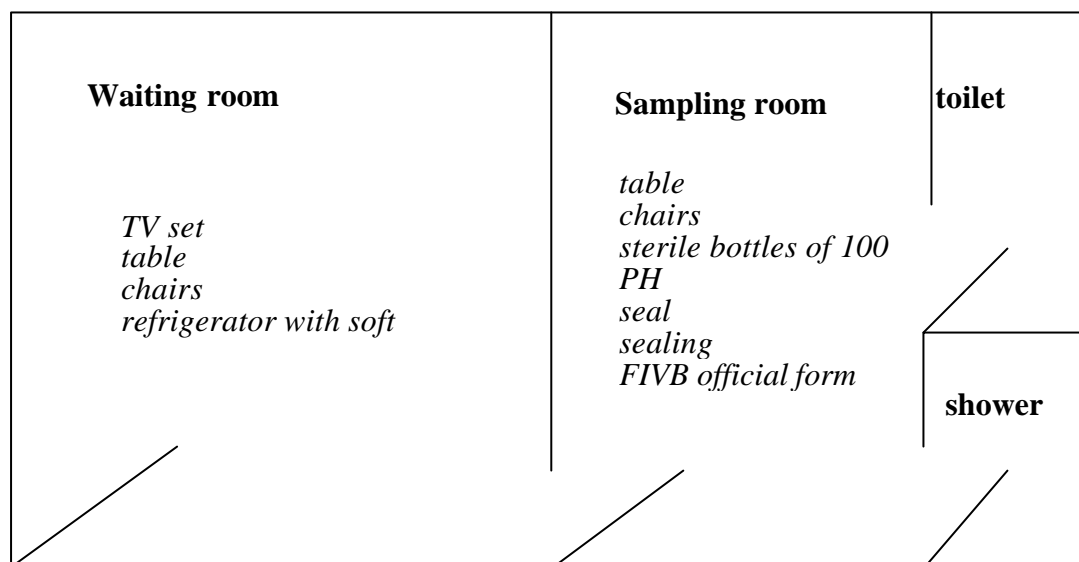 Waiting room
TV set
table
chairs
refrigerator with soft
Sampling room
table
chairs
sterile bottles of 100
PH
seal
sealing
FIVB official form
toilet
shower